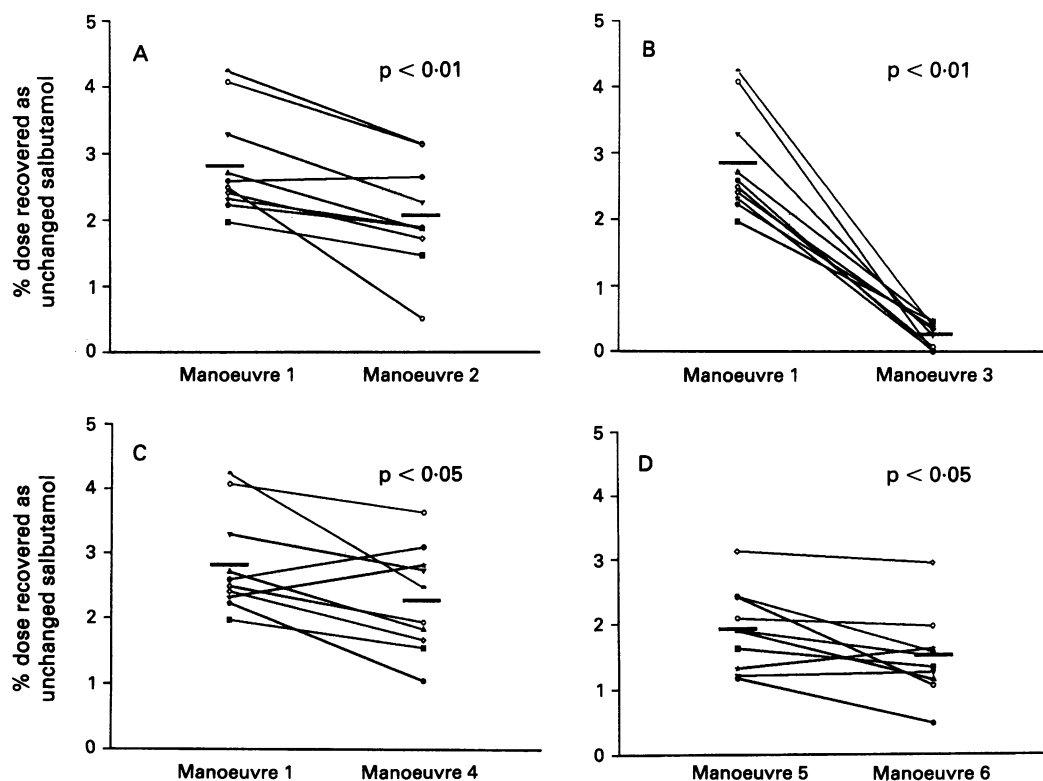 % dose recovered as
unchanged salbutamol
5
4
3
2
1
0
A
p < 0·01
Manoeuvre 1
Manoeuvre 2
5
4
3
2
1
0
B
p < 0·01
Manoeuvre 1
Manoeuvre 3
% dose recovered as
unchanged salbutamol
5
4
3
2
1
0
C
p < 0·05
Manoeuvre 1
Manoeuvre 4
5
4
3
2
1
0
D
p < 0·05
Manoeuvre 5
Manoeuvre 6